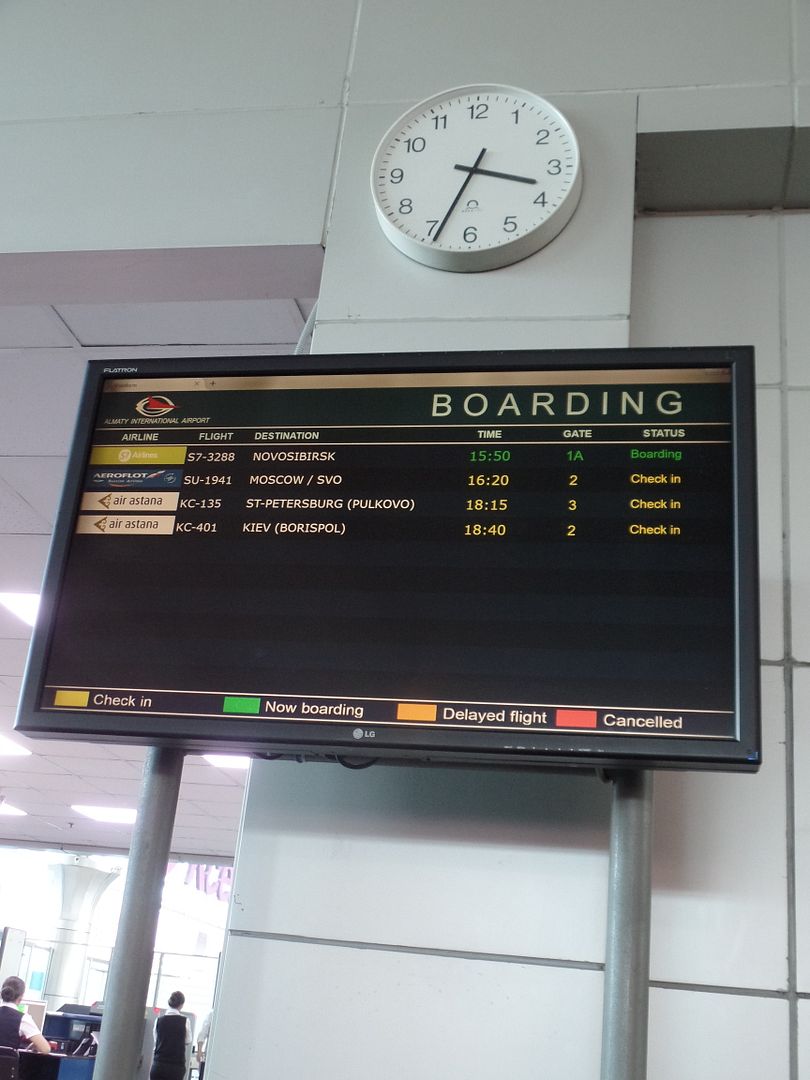 12
11 1
10 2
9 3
8 4
7 5
6
FLATRON
ALMATY INTERNATIONAL AIRPORT
BOARDING
AIRLINE FLIGHT DESTINATION TIME GATE STATUS
S7 Airlines S7-3288 NOVOSIBIRSK 15:50 1A Boarding
AEROFLOT SU-1941 MOSCOW / SVO 16:20 2 Check in
air astana KC-135 ST-PETERSBURG (PULKOVO) 18:15 3 Check in
air astana KC-401 KIEV (BORISPOL) 18:40 2 Check in
Check in Now boarding Delayed flight Cancelled
LG